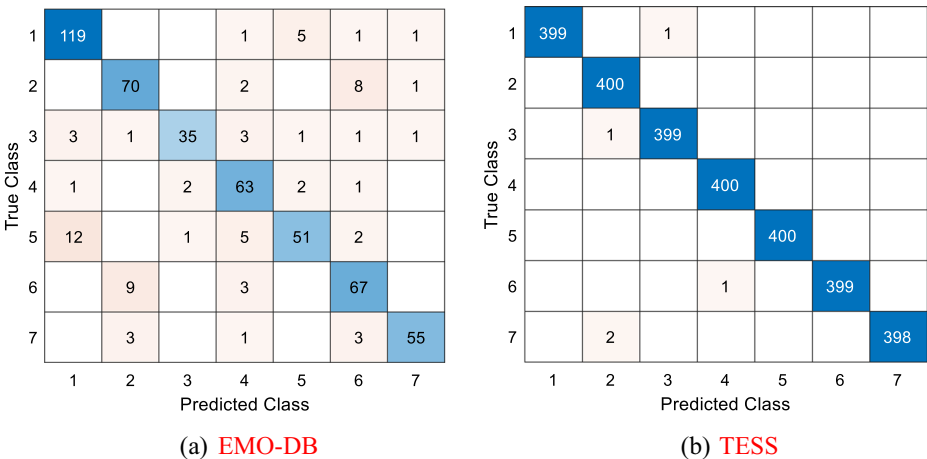 True Class
1 119 1 5 1 1
2 70 2 8 1
3 3 1 35 3 1 1 1
4 1 2 63 2 1
5 12 1 5 51 2
6 9 3 67
7 3 1 3 55
1 2 3 4 5 6 7
Predicted Class
(a) EMO-DB
True Class
1 399 1
2 400
3 1 399
4 400
5 400
6 1 399
7 2 398
1 2 3 4 5 6 7
Predicted Class
(b) TESS